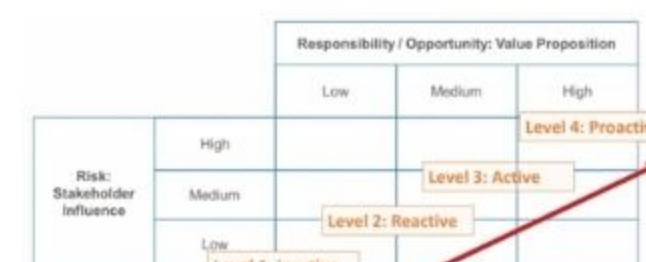 Responsibility / Opportunity: Value Proposition
Low Medium High
Level 4:
High
Risk:
Stakeholder
Influence
Level 3: Active
Medium
Level 2: Reactive
Low